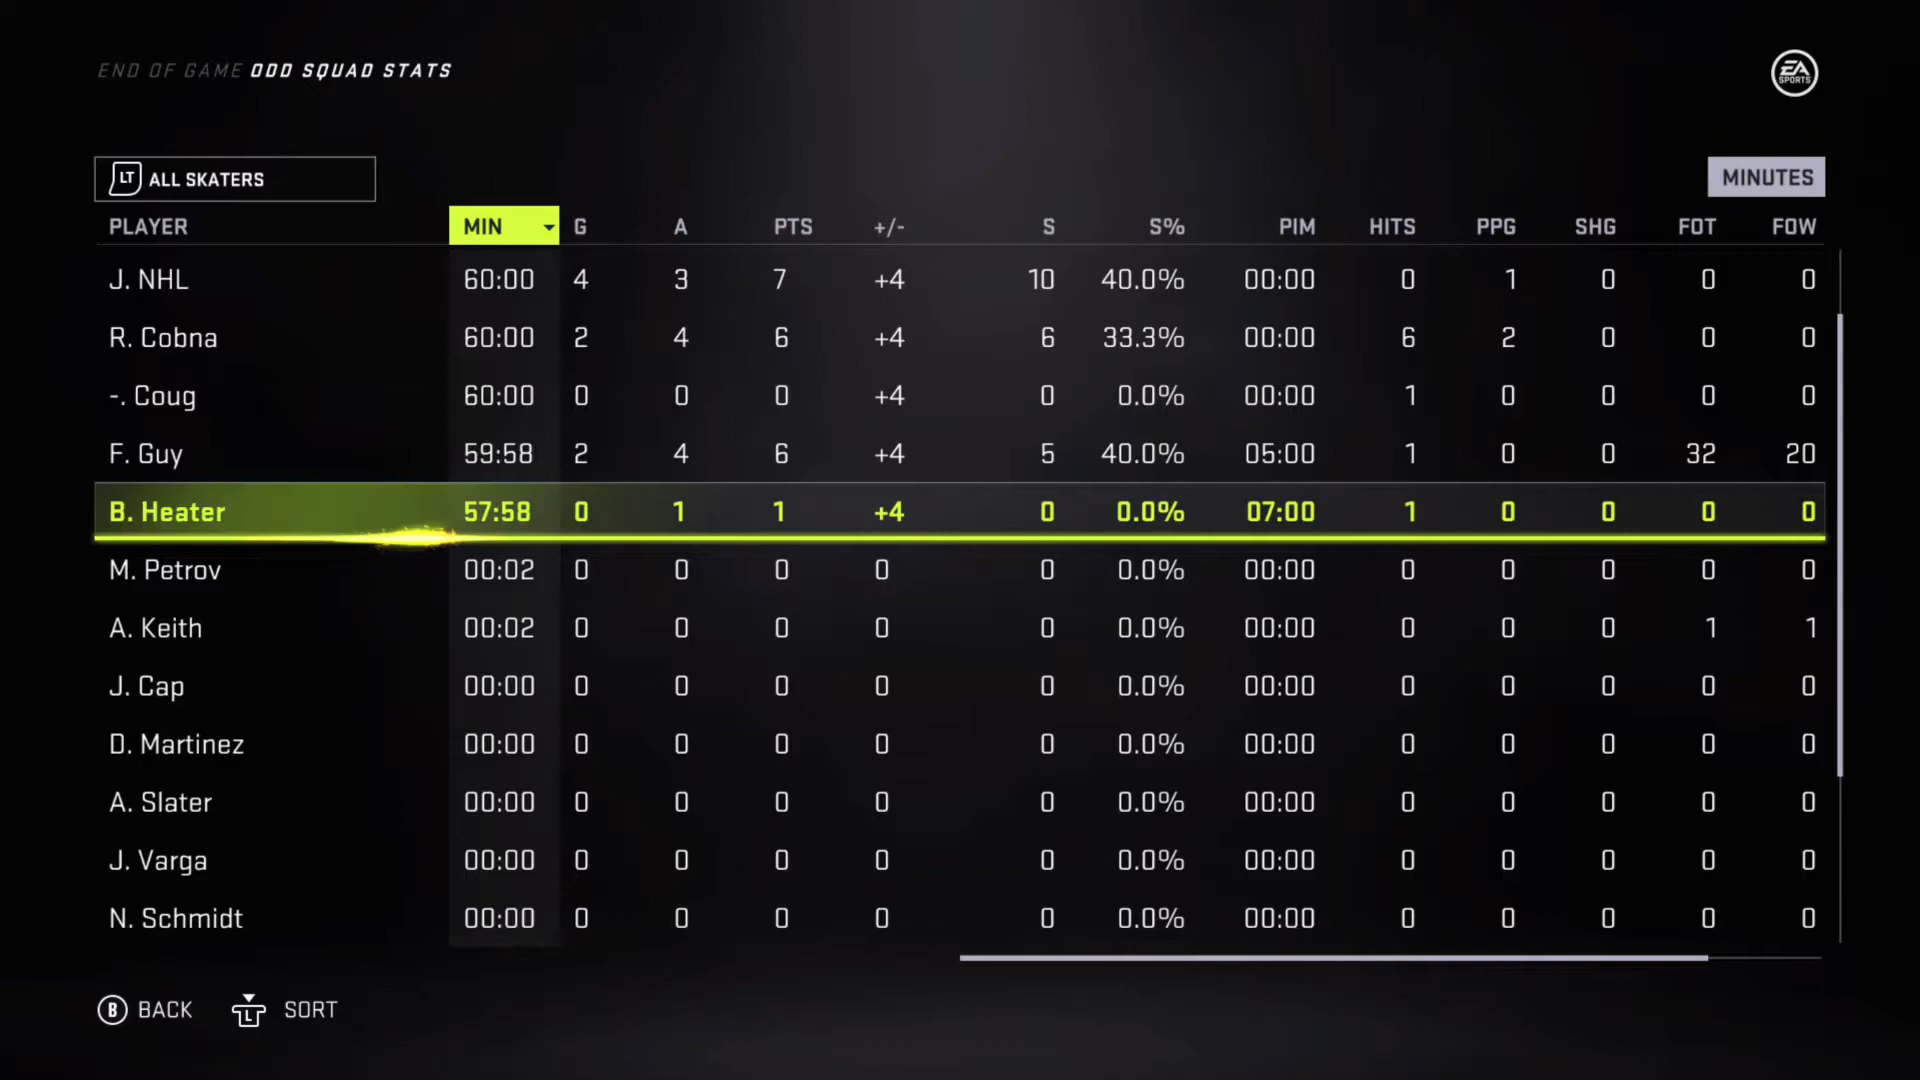 END OF GAME ODD SQUAD STATS
EA SPORTS
LT ALL SKATERS
MINUTES
PLAYER MIN G A PTS +/- S S% PIM HITS PPG SHG FOT FOW
J. NHL 60:00 4 3 7 +4 10 40.0% 00:00 0 1 0 0 0
R. Cobna 60:00 2 4 6 +4 6 33.3% 00:00 6 2 0 0 0
-. Coug 60:00 0 0 0 +4 0 0.0% 00:00 1 0 0 0 0
F. Guy 59:58 2 4 6 +4 5 40.0% 05:00 1 0 0 32 20
B. Heater 57:58 0 1 1 +4 0 0.0% 07:00 1 0 0 0 0
M. Petrov 00:02 0 0 0 0 0 0.0% 00:00 0 0 0 0 0
A. Keith 00:02 0 0 0 0 0 0.0% 00:00 0 0 0 1 1
J. Cap 00:00 0 0 0 0 0 0.0% 00:00 0 0 0 0 0
D. Martinez 00:00 0 0 0 0 0 0.0% 00:00 0 0 0 0 0
A. Slater 00:00 0 0 0 0 0 0.0% 00:00 0 0 0 0 0
J. Varga 00:00 0 0 0 0 0 0.0% 00:00 0 0 0 0 0
N. Schmidt 00:00 0 0 0 0 0 0.0% 00:00 0 0 0 0 0
B BACK L SORT